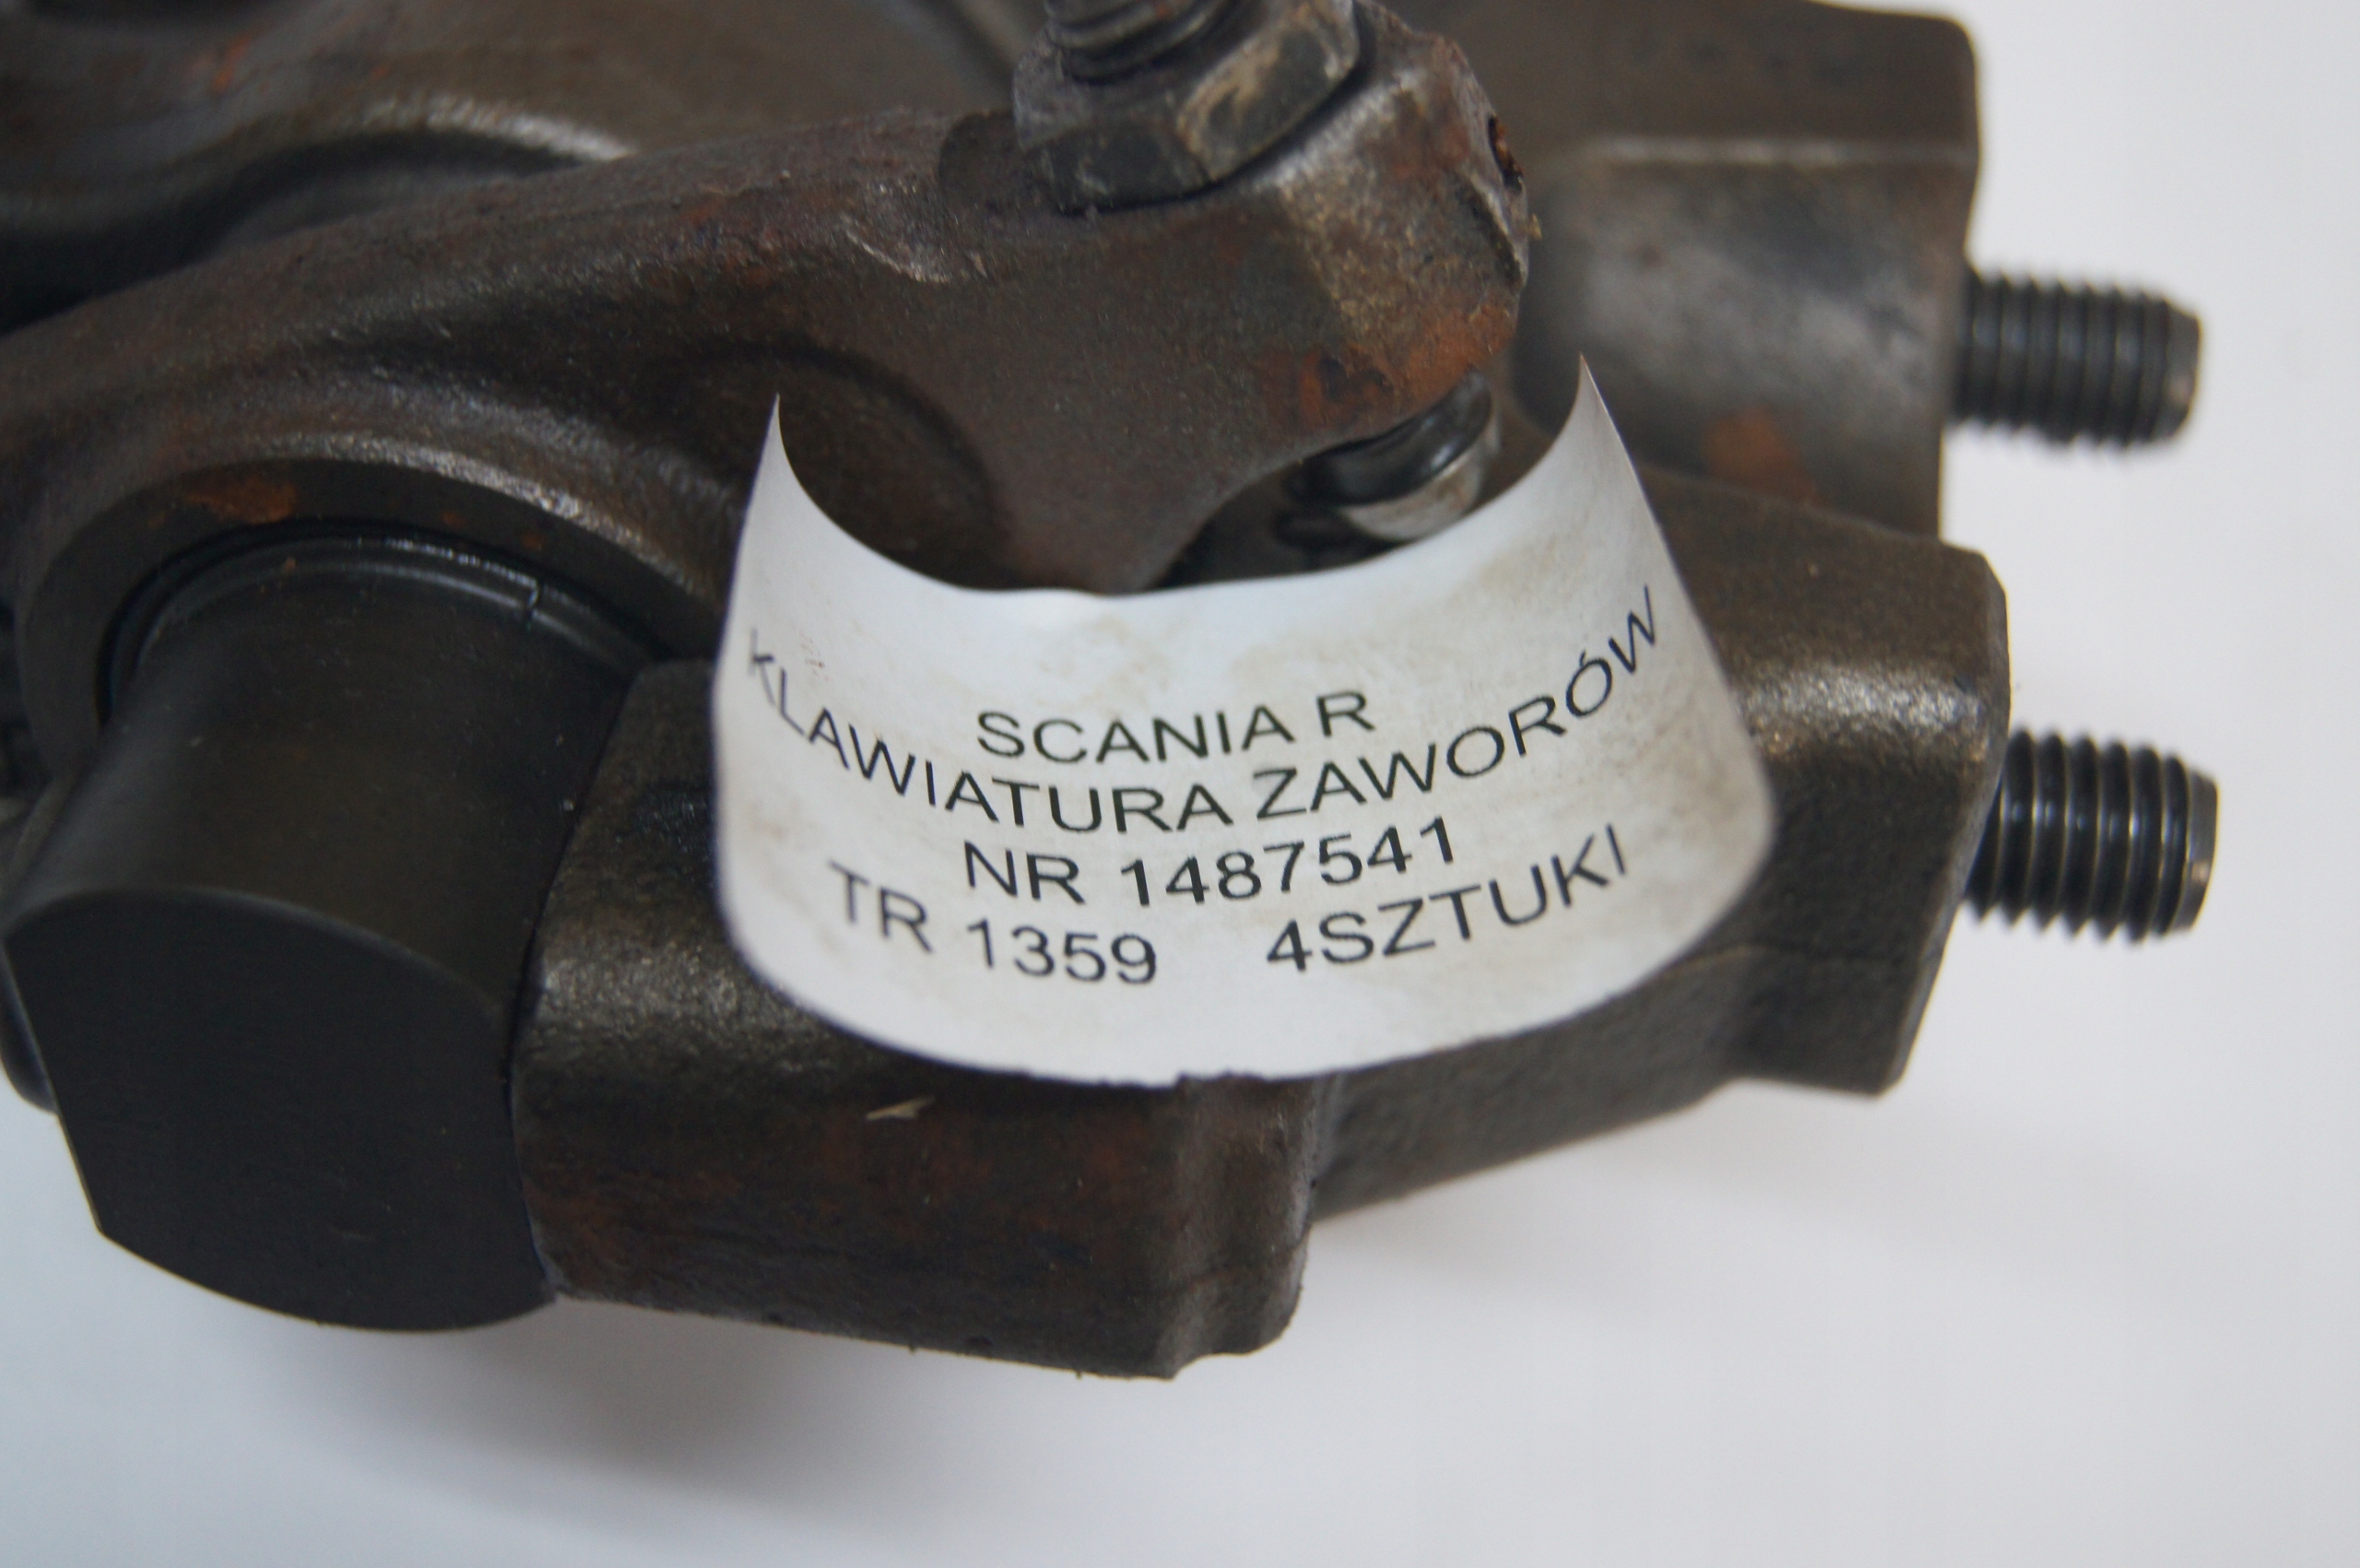 SCANIA R
KLAWIATURA ZAWORÓW
NR 1487541
TR 1359 4SZTUKI